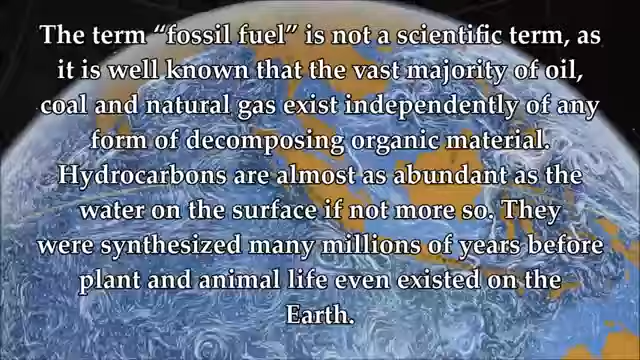 The term “fossil fuel” is not a scientific term, as
it is well known that the vast majority of oil,
coal and natural gas exist independently of any
form of decomposing organic material.
Hydrocarbons are almost as abundant as the
water on the surface if not more so. They
were synthesized many millions of years before
plant and animal life even existed on the
Earth.